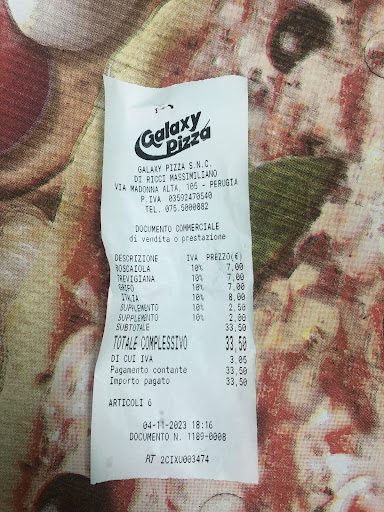 Galaxy
Pizza
GALAXY PIZZA S.N.C.
DI RICCI MASSIMILIANO
VIA MADONNA ALTA, 105 - PERUGIA
P.IVA 03592470540
TEL. 075.5000882
DOCUMENTO COMMERCIALE
di vendita o prestazione
DESCRIZIONE IVA PREZZO(€)
BOSCAIOLA 10% 7,00
TREVIGIANA 10% 7,00
10% 7,00
10% 8,00
SUPPLEMENTO 10% 2,50
SUPPLEMENTO 10% 2,00
SUBTOTALE 33,50
TOTALE COMPLESSIVO 33,50
DI CUI IVA 3,05
Pagamento contante 33,50
Importo pagato 33,50
ARTICOLI 6
04-11-2023 18:16
DOCUMENTO N. 1189-0008
RT 2CIXU003474